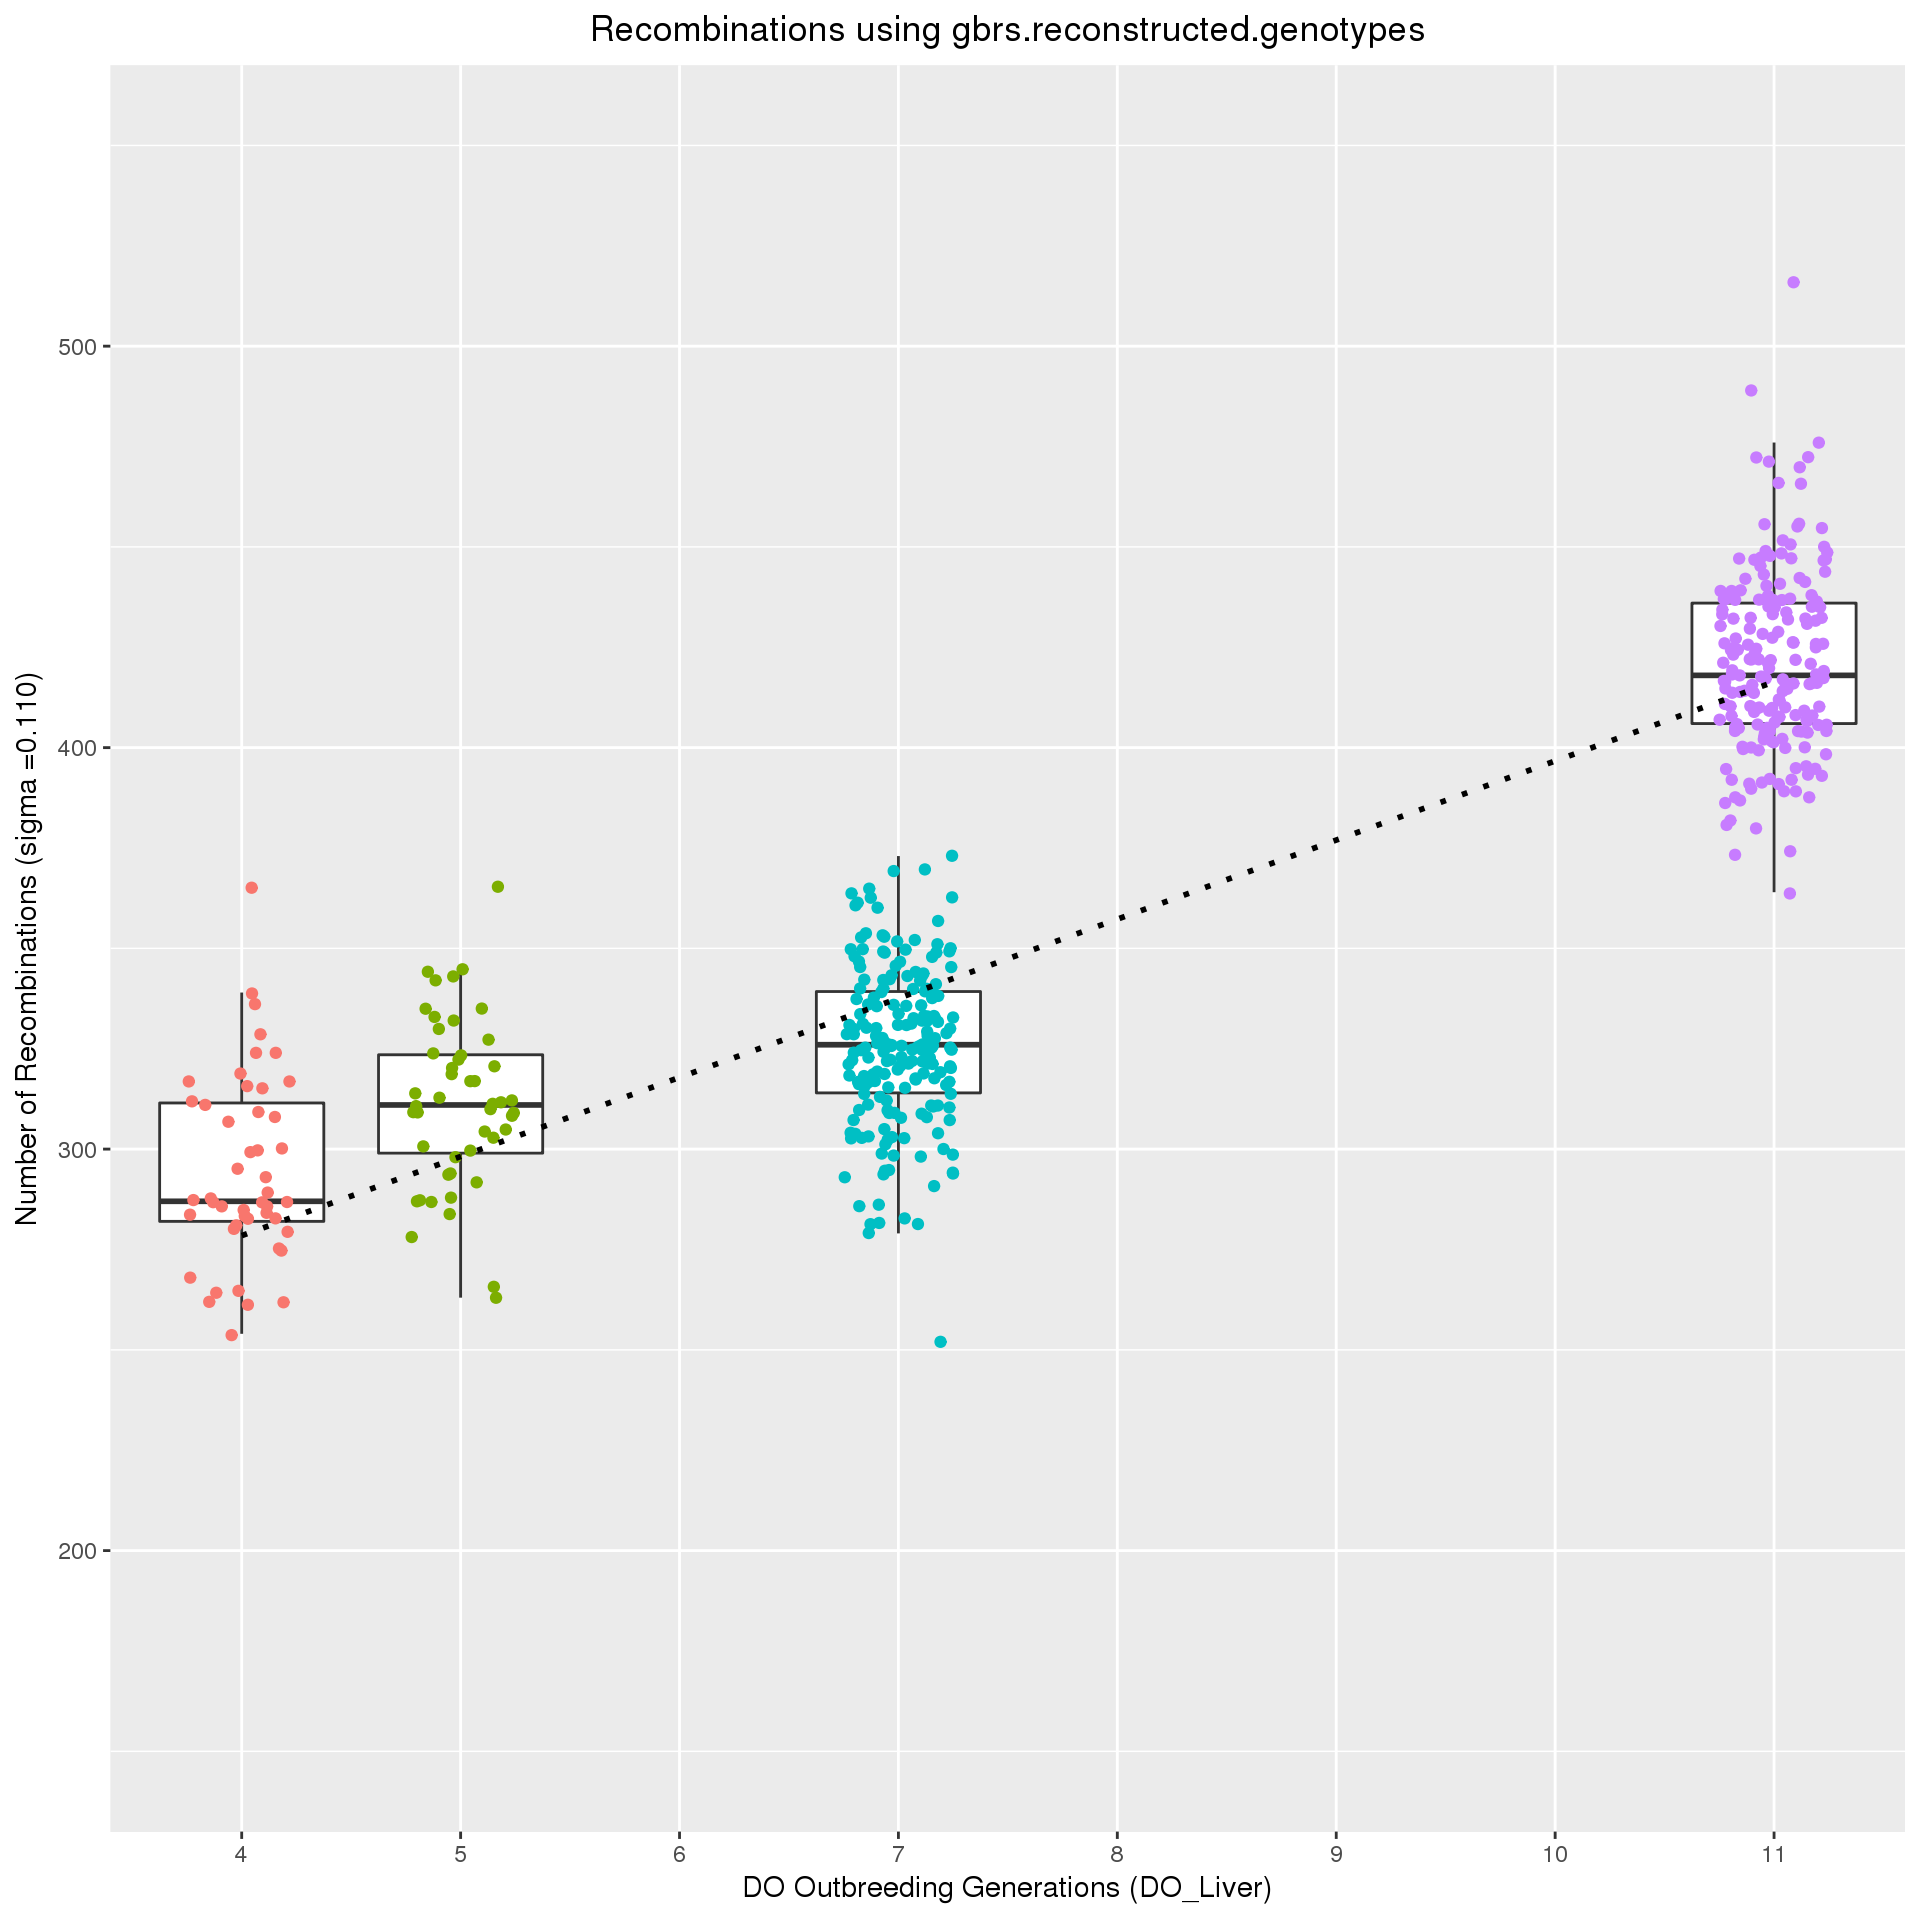 Recombinations using gbrs.reconstructed.genotypes
Number of Recombinations (sigma =0.110)
500
400
300
200
4 5 6 7 8 9 10 11
DO Outbreeding Generations (DO_Liver)